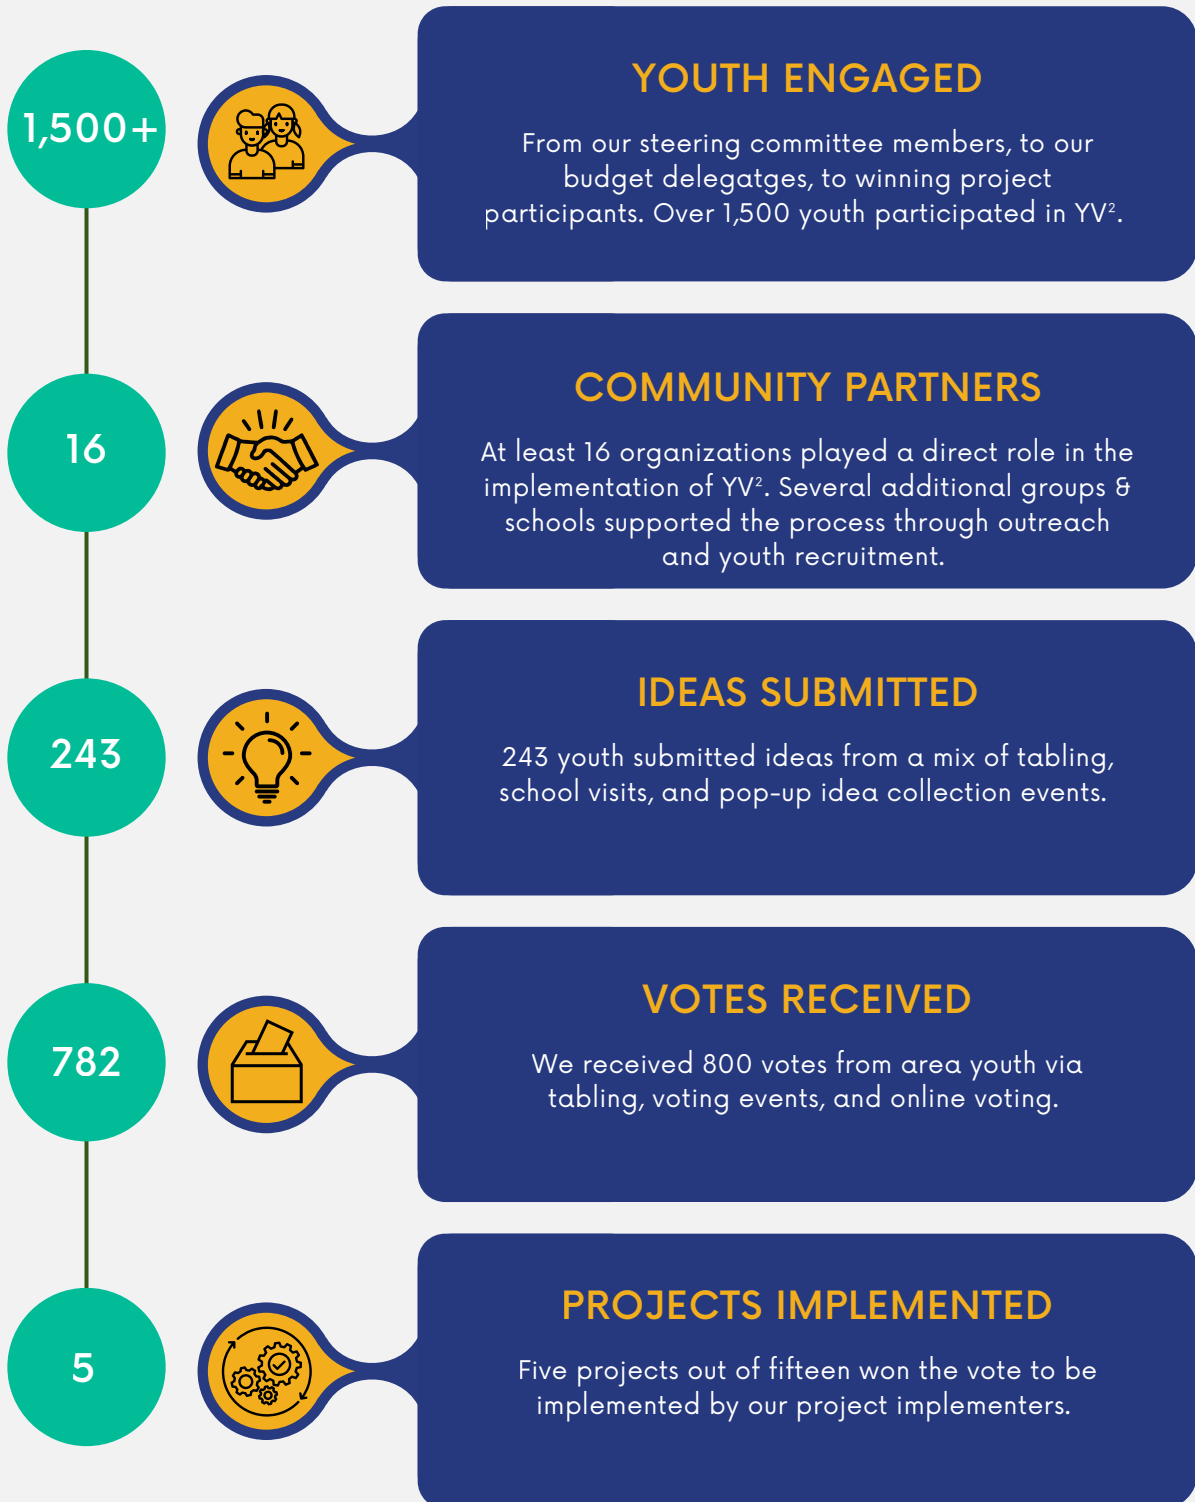 1,500+
YOUTH ENGAGED
From our steering committee members, to our
budget delegatges, to winning project
participants. Over 1,500 youth participated in YV².
16
COMMUNITY PARTNERS
At least 16 organizations played a direct role in the
implementation of YV². Several additional groups &
schools supported the process through outreach
and youth recruitment.
243
IDEAS SUBMITTED
243 youth submitted ideas from a mix of tabling,
school visits, and pop-up idea collection events.
782
VOTES RECEIVED
We received 800 votes from area youth via
tabling, voting events, and online voting.
5
PROJECTS IMPLEMENTED
Five projects out of fifteen won the vote to be
implemented by our project implementers.